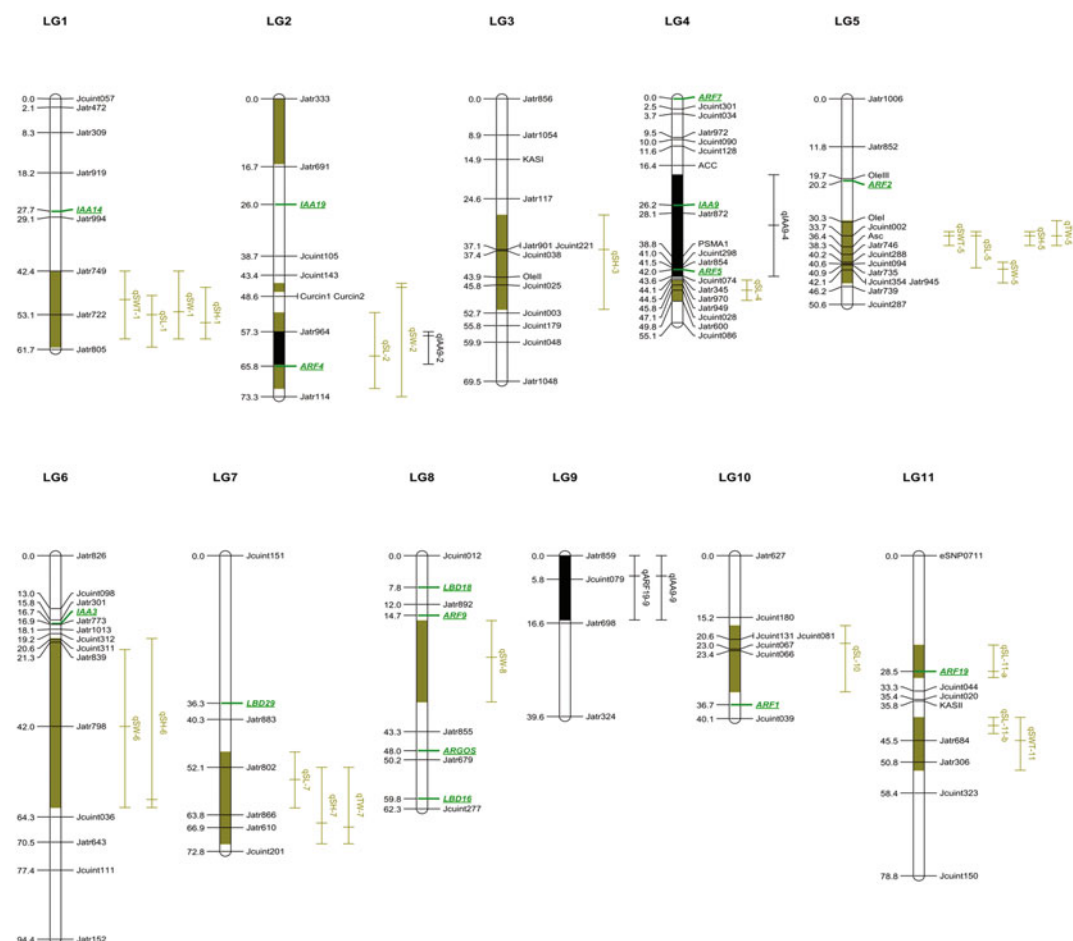 LG1
LG2
LG3
LG4
LG5
0.0 Jcuint057
2.1 Jatr472
8.3 Jatr309
18.2 Jatr919
27.7 IAA14
29.1 Jatr994
42.4 Jatr749
53.1 Jatr722
61.7 Jatr805
qSWT-1
qSL-1
qSW-1
qSH-1
0.0 Jatr333
16.7 Jatr691
26.0 IAA19
38.7 Jcuint105
43.4 Jcuint143
48.6 Curcin1 Curcin2
57.3 Jatr964
65.8 ARF4
73.3 Jatr114
qSL-2
qSW-2
qIAA9-2
0.0 Jatr856
8.9 Jatr1054
14.9 KASI
24.6 Jatr117
37.1 Jatr901 Jcuint221
37.4 Jcuint038
43.9 OleII
45.8 Jcuint025
52.7 Jcuint003
55.8 Jcuint179
59.9 Jcuint048
69.5 Jatr1048
qSH-3
0.0 ARF7
2.5 Jcuint301
3.7 Jcuint034
9.5 Jatr972
10.0 Jcuint090
11.6 Jcuint128
16.4 ACC
26.2 IAA9
28.1 Jatr872
38.8 PSMA1
41.0 Jcuint298
41.5 Jatr854
42.0 ARF5
43.6 Jcuint074
44.1 Jatr345
44.5 Jatr970
45.8 Jatr949
47.1 Jcuint028
49.8 Jatr600
55.1 Jcuint086
qIAA9-4
qSL-4
0.0 Jatr1006
11.8 Jatr852
19.7 OleIII
20.2 ARF2
30.3 OleI
33.7 Jcuint002
36.4 Asc
38.3 Jatr746
40.2 Jcuint288
40.6 Jcuint094
40.9 Jatr735
42.1 Jcuint354 Jatr945
46.2 Jatr739
50.6 Jcuint287
qSWT-5
qSL-5
qSW-5
qSH-5
qTW-5
LG6
LG7
LG8
LG9
LG10
LG11
0.0 Jatr826
13.0 Jcuint098
15.8 Jatr301
16.7 IAA3
16.9 Jatr773
18.1 Jatr1013
19.2 Jcuint312
20.6 Jcuint311
21.3 Jatr839
42.0 Jatr798
64.3 Jcuint036
70.5 Jatr643
77.4 Jcuint111
94.4 Jatr152
qSW-6
qSH-6
0.0 Jcuint151
36.3 LBD29
40.3 Jatr883
52.1 Jatr802
63.8 Jatr866
66.9 Jatr610
72.8 Jcuint201
qSL-7
qSH-7
qTW-7
0.0 Jcuint012
7.8 LBD18
12.0 Jatr892
14.7 ARF9
43.3 Jatr855
48.0 ARGOS
50.2 Jatr679
59.8 LBD16
62.3 Jcuint277
qSW-8
0.0 Jatr859
5.8 Jcuint079
16.6 Jatr698
39.6 Jatr324
qARF19-9
qIAA9-9
0.0 Jatr627
15.2 Jcuint180
20.6 Jcuint131 Jcuint081
23.0 Jcuint067
23.4 Jcuint066
36.7 ARF1
40.1 Jcuint039
qSL-10
0.0 eSNP0711
28.5 ARF19
33.3 Jcuint044
35.4 Jcuint020
35.8 KASII
45.5 Jatr684
50.8 Jatr306
58.4 Jcuint323
78.8 Jcuint150
qSL-11-a
qSL-11-b
qSWT-11